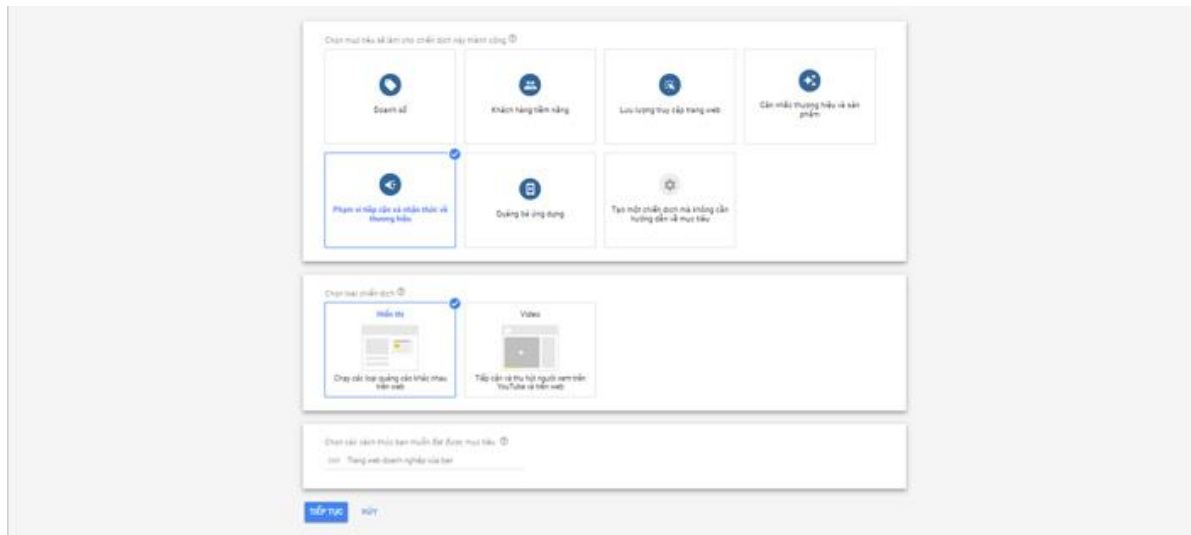 Chọn mục tiêu sẽ làm cho chiến dịch này thành công
Doanh số
Khách hàng tiềm năng
Lưu lượng truy cập trang web
Cân nhắc thương hiệu và sản
phẩm
Phạm vi tiếp cận và nhận thức về
thương hiệu
Quảng bá ứng dụng
Tạo một chiến dịch mà không cần
hướng dẫn về mục tiêu
Chọn loại chiến dịch
Hiển thị
Chạy các loại quảng cáo khác nhau
trên web
Video
Tiếp cận và thu hút người xem trên
YouTube và trên web
Chọn các cách thức bạn muốn đạt được mục tiêu
Trang web doanh nghiệp của bạn
TIẾP TỤC
HỦY